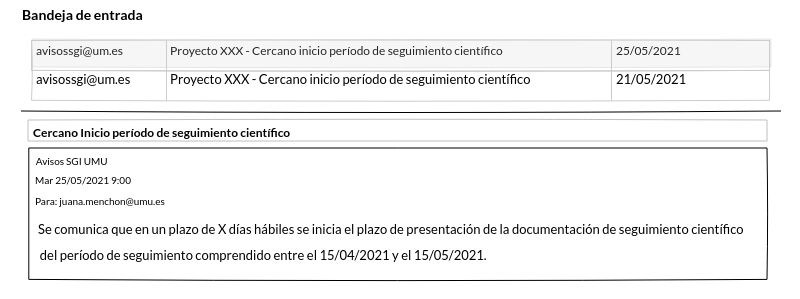 Bandeja de entrada
avisossgi@um.es Proyecto XXX - Cercano inicio período de seguimiento científico 25/05/2021
avisossgi@um.es Proyecto XXX - Cercano inicio período de seguimiento científico 21/05/2021
Cercano Inicio período de seguimiento científico
Avisos SGI UMU
Mar 25/05/2021 9:00
Para: juana.menchon@umu.es
Se comunica que en un plazo de X días hábiles se inicia el plazo de presentación de la documentación de seguimiento científico
del período de seguimiento comprendido entre el 15/04/2021 y el 15/05/2021.